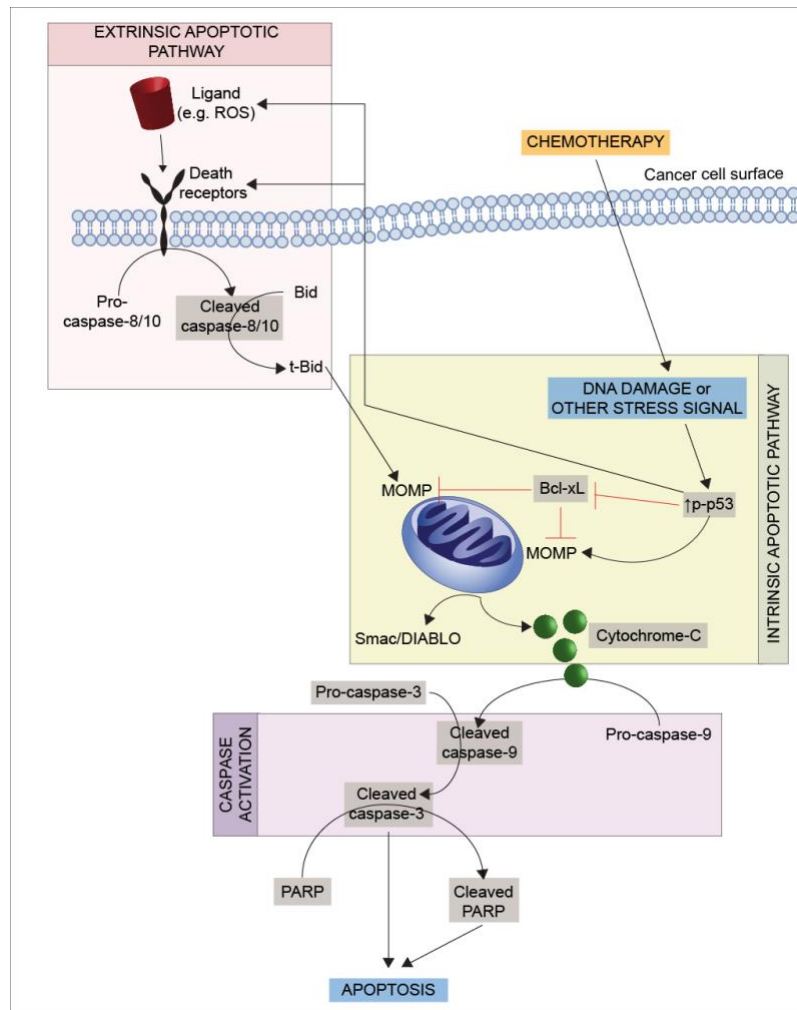 EXTRINSIC APOPTOTIC
PATHWAY
Ligand
(e.g. ROS)
Death
receptors
CHEMOTHERAPY
Cancer cell surface
Pro-
caspase-8/10
Cleaved
caspase-8/10
Bid
t-Bid
DNA DAMAGE or
OTHER STRESS SIGNAL
INTRINSIC APOPTOTIC PATHWAY
MOMP
Bcl-xL
↑p-p53
MOMP
Smac/DIABLO
Cytochrome-C
Pro-caspase-3
Cleaved
caspase-9
Pro-caspase-9
CASPASE
ACTIVATION
Cleaved
caspase-3
PARP
Cleaved
PARP
APOPTOSIS